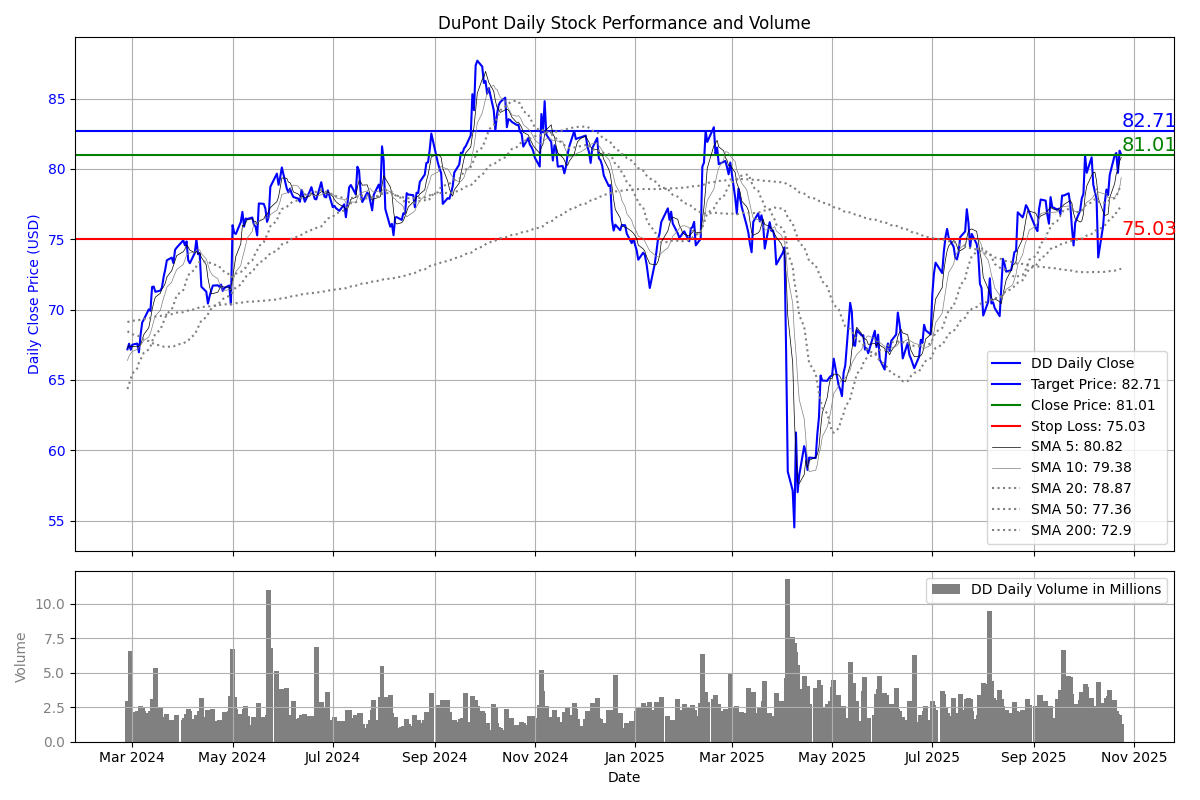 DuPont Daily Stock Performance and Volume
Daily Close Price (USD)
85
80
75
70
65
60
55
82.71
81.01
75.03
DD Daily Close
Target Price: 82.71
Close Price: 81.01
Stop Loss: 75.03
SMA 5: 80.82
SMA 10: 79.38
SMA 20: 78.87
SMA 50: 77.36
SMA 200: 72.9
Volume
10.0
7.5
5.0
2.5
0.0
DD Daily Volume in Millions
Mar 2024 May 2024 Jul 2024 Sep 2024 Nov 2024 Jan 2025 Mar 2025 May 2025 Jul 2025 Sep 2025 Nov 2025
Date